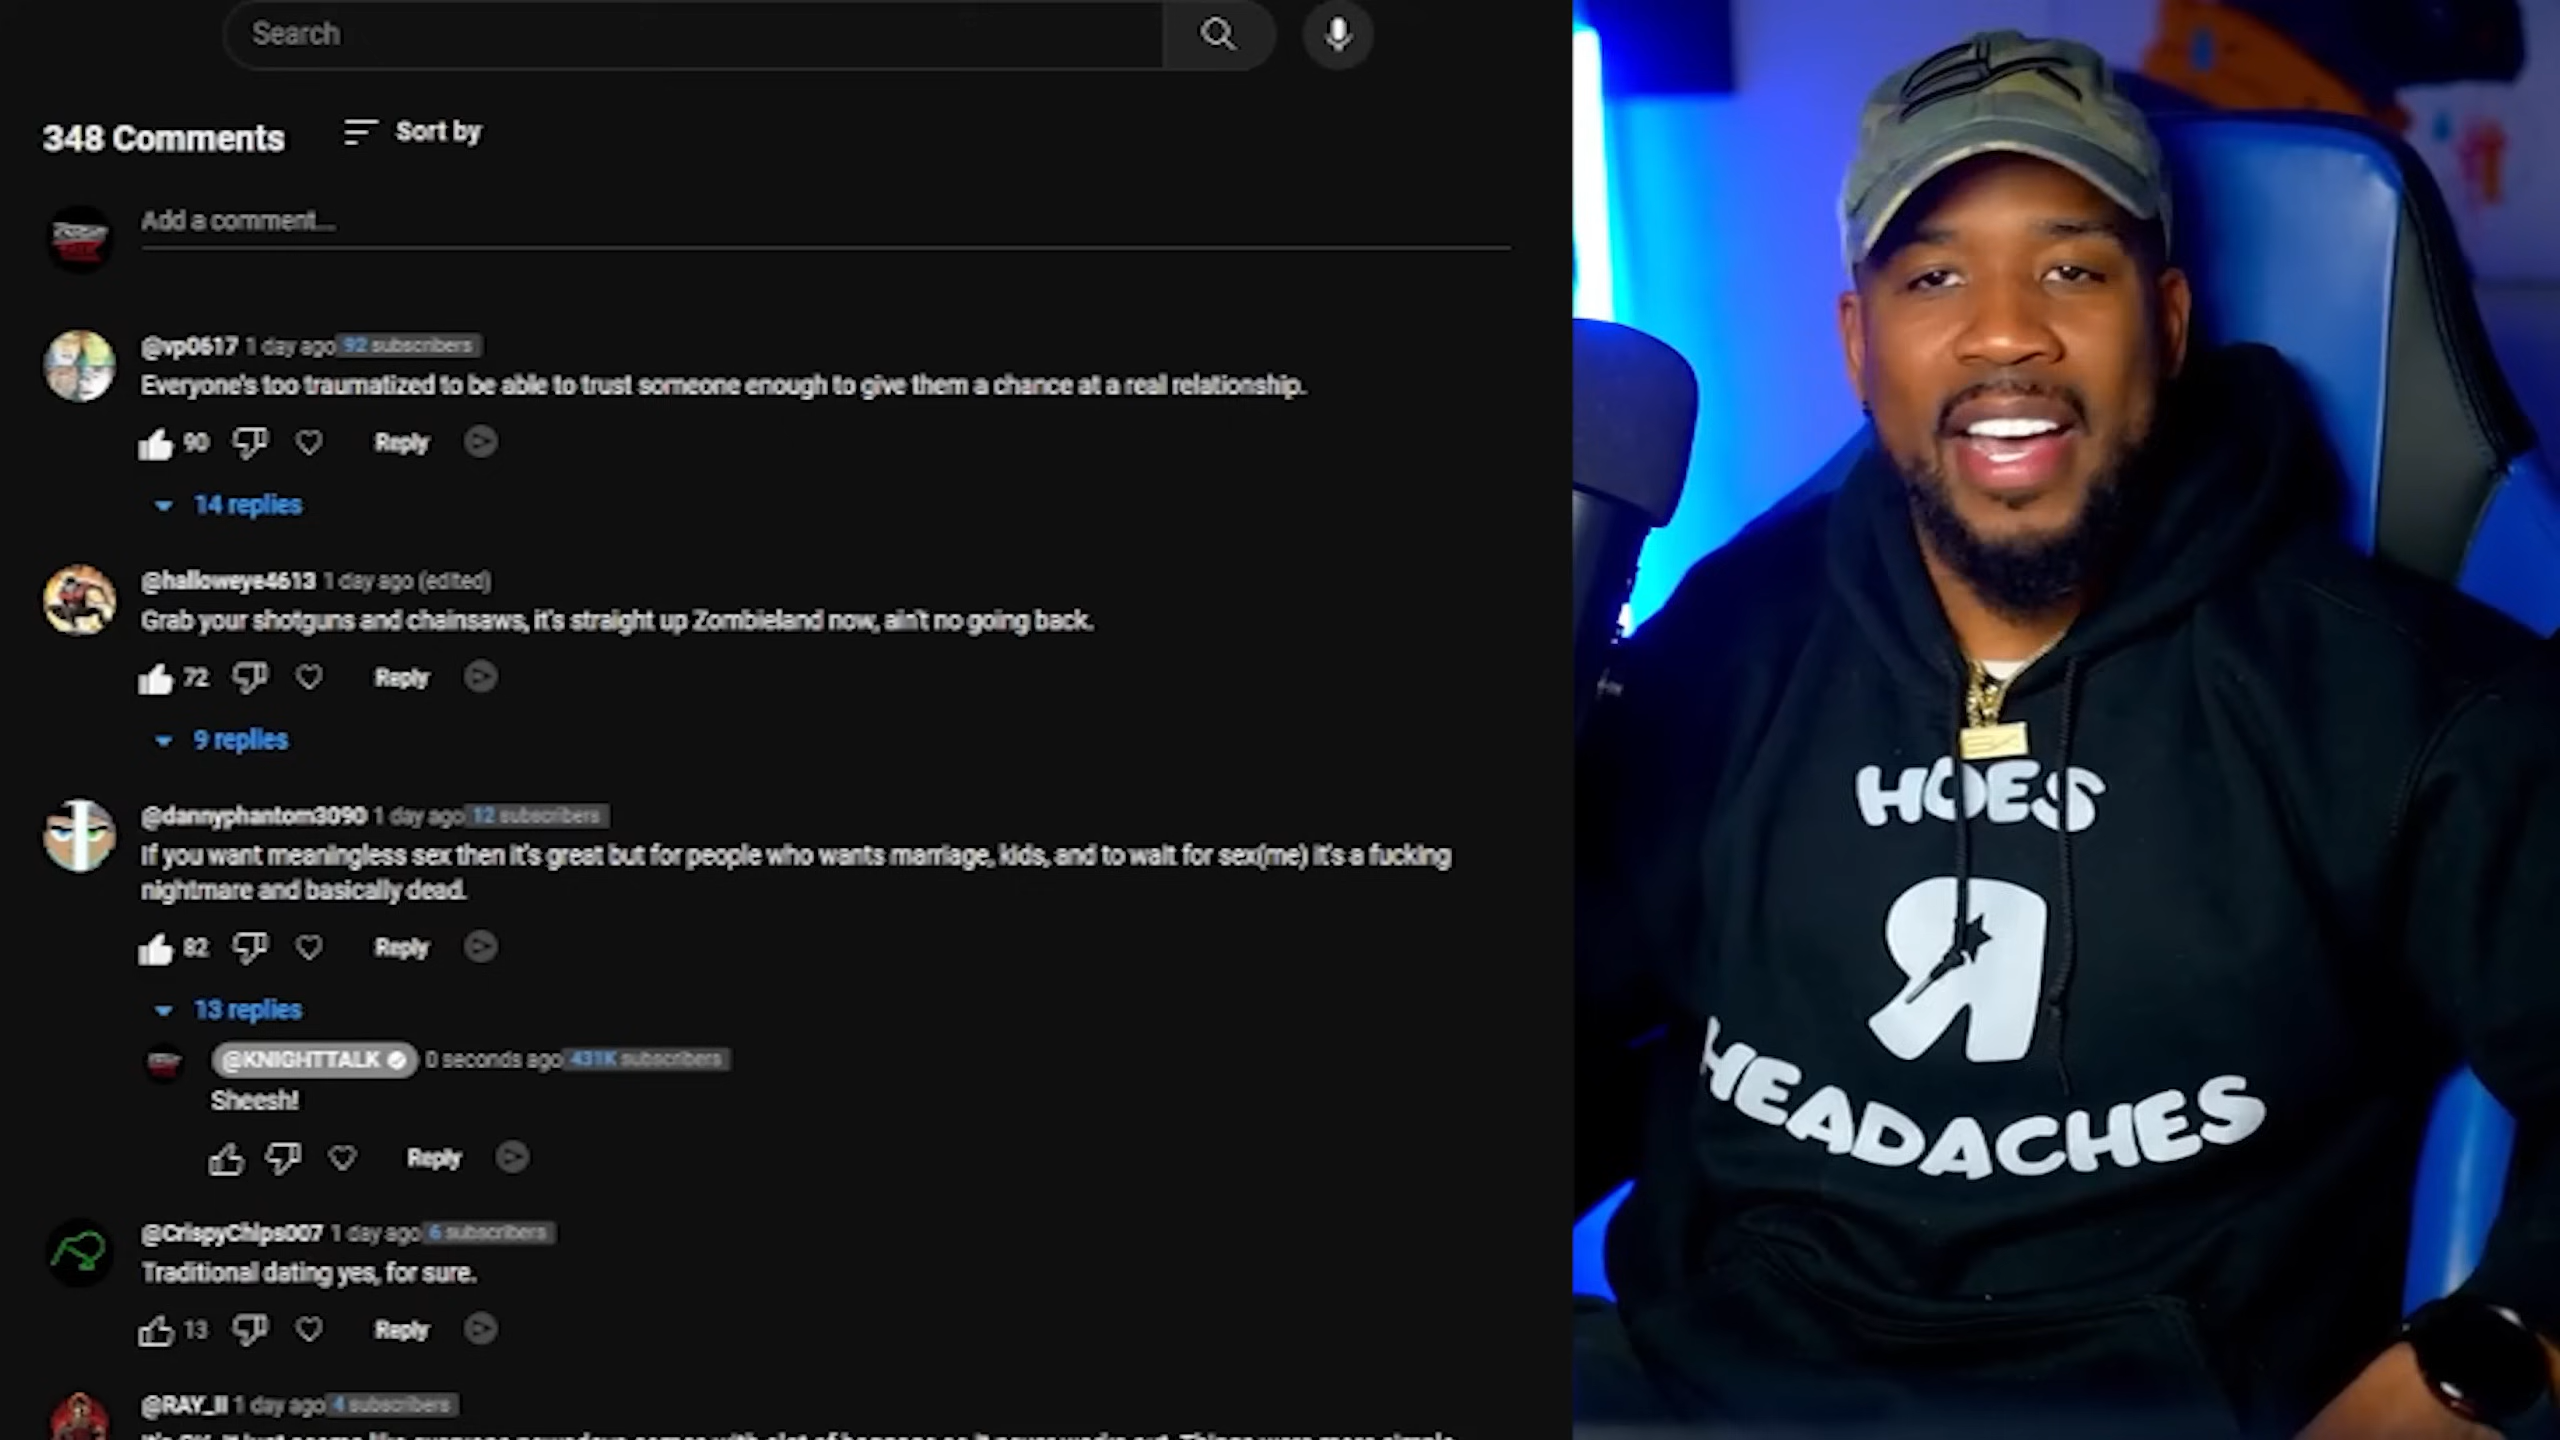 Search
348 Comments
Sort by
Add a comment...
@vp0617 1 day ago 92 subscribers
Everyone's too traumatized to be able to trust someone enough to give them a chance at a real relationship.
90 Reply
14 replies
@halloweye4613 1 day ago (edited)
Grab your shotguns and chainsaws, it's straight up Zombieland now, ain't no going back.
72 Reply
9 replies
@dannyphantom3090 1 day ago 12 subscribers
If you want meaningless sex then it's great but for people who wants marriage, kids, and to wait for sex(me) it's a fucking
nightmare and basically dead.
82 Reply
13 replies
@KNIGHTTALK 0 seconds ago 431K subscribers
Sheesh!
Reply
@CrispyChips007 1 day ago 6 subscribers
Traditional dating yes, for sure.
13 Reply
@RAY_II 1 day ago 4 subscribers
HOES
R
HEADACHES